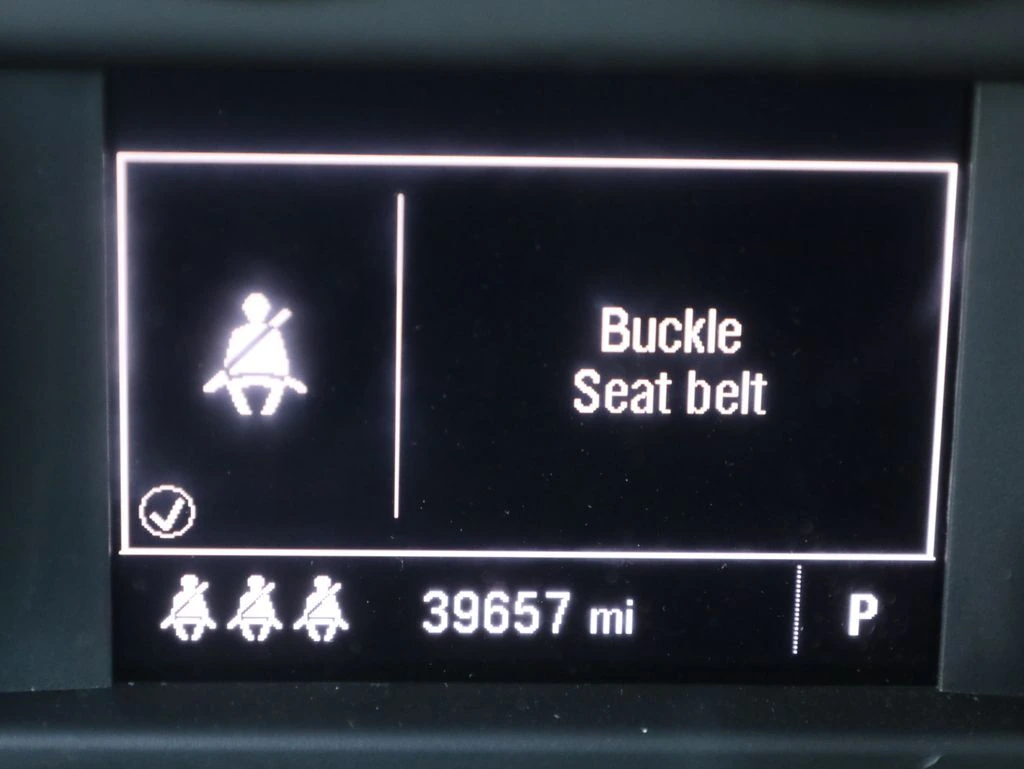 Buckle
Seat belt
39657 mi
P